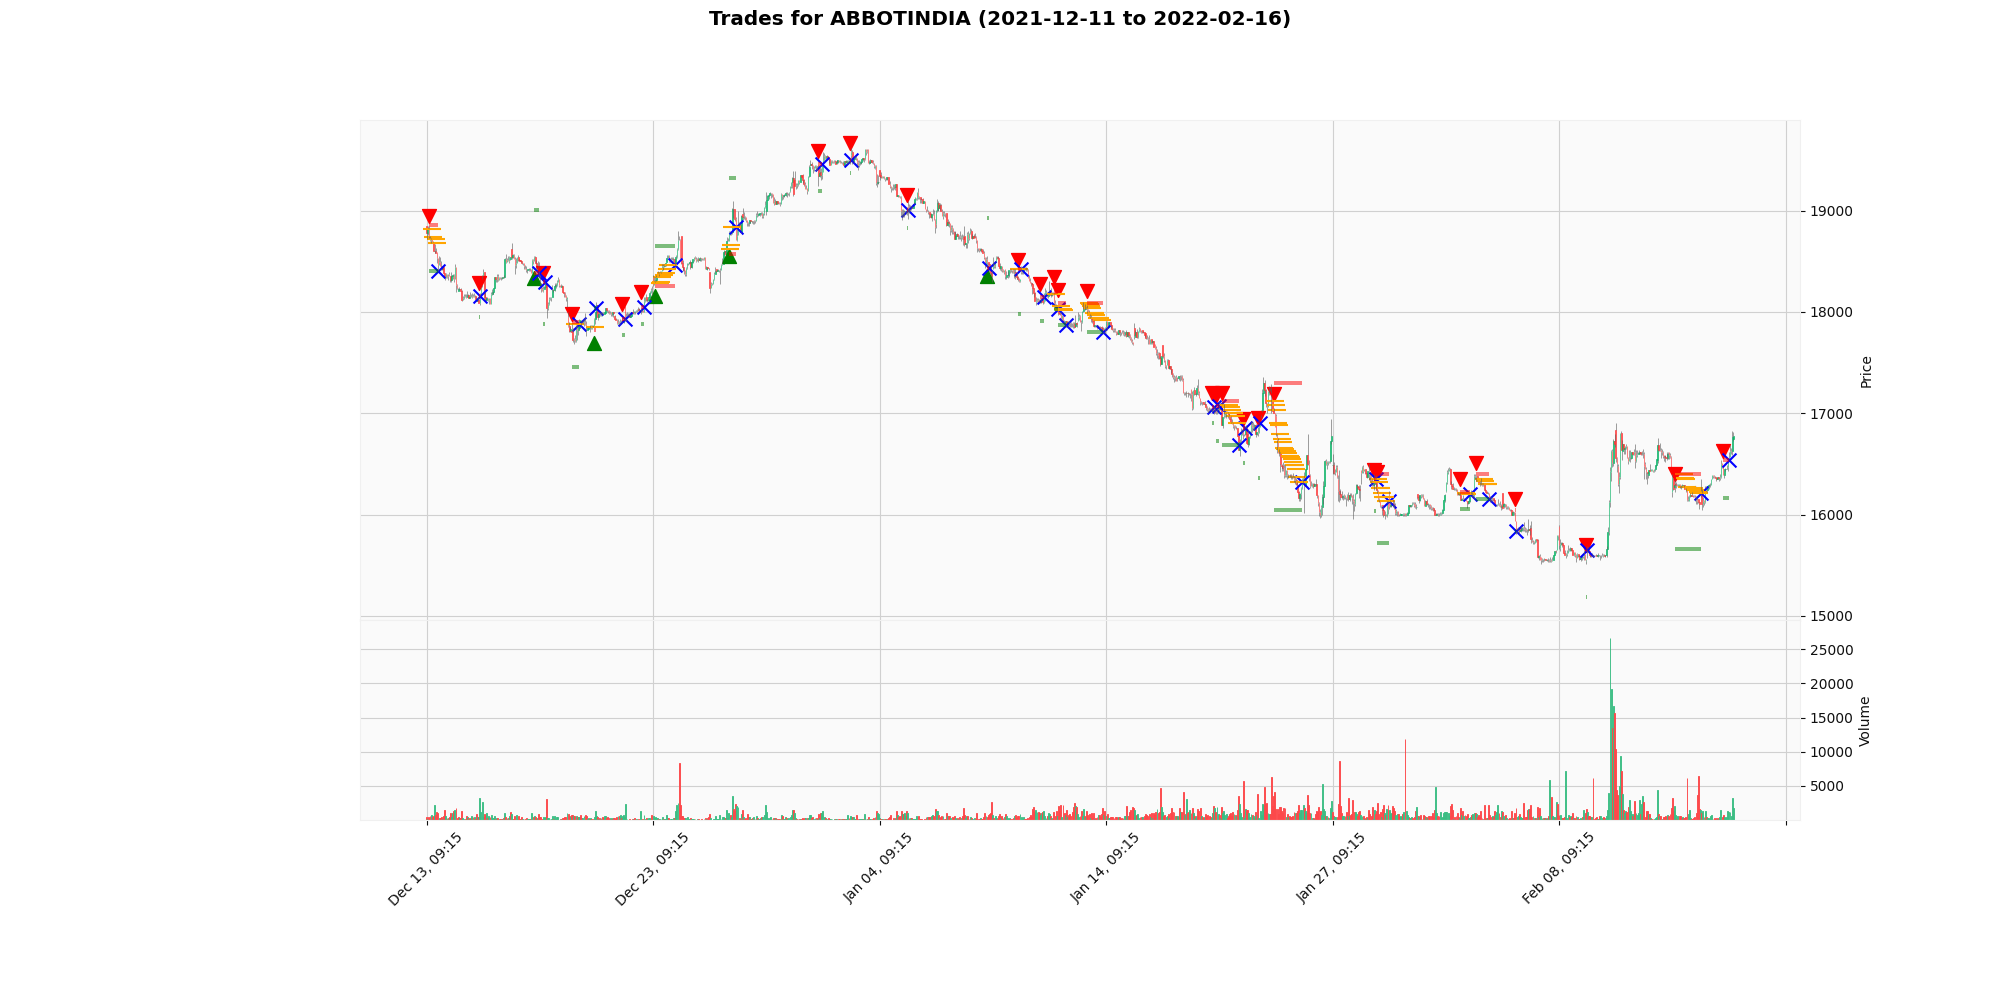 Trades for ABBOTINDIA (2021-12-11 to 2022-02-16)
19000
18000
17000
16000
15000
Price
25000
20000
15000
10000
5000
Volume
Dec 13, 09:15
Dec 23, 09:15
Jan 04, 09:15
Jan 14, 09:15
Jan 27, 09:15
Feb 08, 09:15